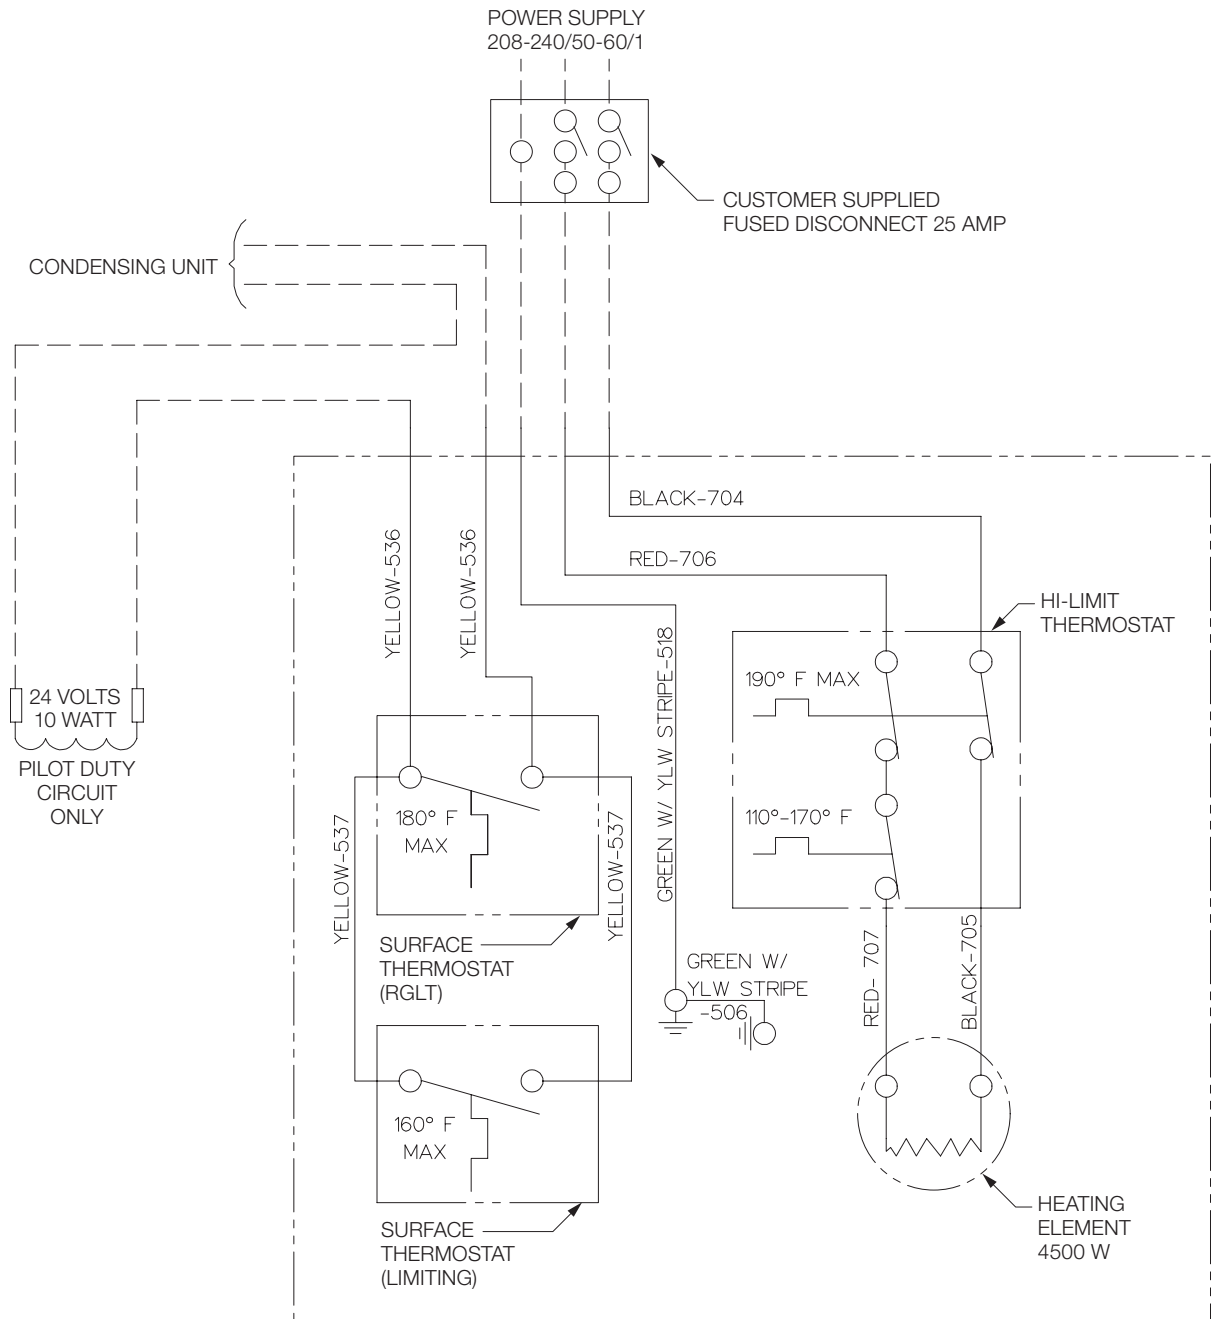 POWER SUPPLY
208-240/50-60/1
CUSTOMER SUPPLIED
FUSED DISCONNECT 25 AMP
CONDENSING UNIT
BLACK-704
RED-706
YELLOW-536
YELLOW-536
HI-LIMIT
THERMOSTAT
GREEN W/ YLW STRIPE-518
190° F MAX
24 VOLTS
10 WATT
PILOT DUTY
CIRCUIT
ONLY
180° F
MAX
110°-170° F
YELLOW-537
YELLOW-537
SURFACE
THERMOSTAT
(RGLT)
GREEN W/
YLW STRIPE
-506
RED- 707
BLACK-705
160° F
MAX
SURFACE
THERMOSTAT
(LIMITING)
HEATING
ELEMENT
4500 W